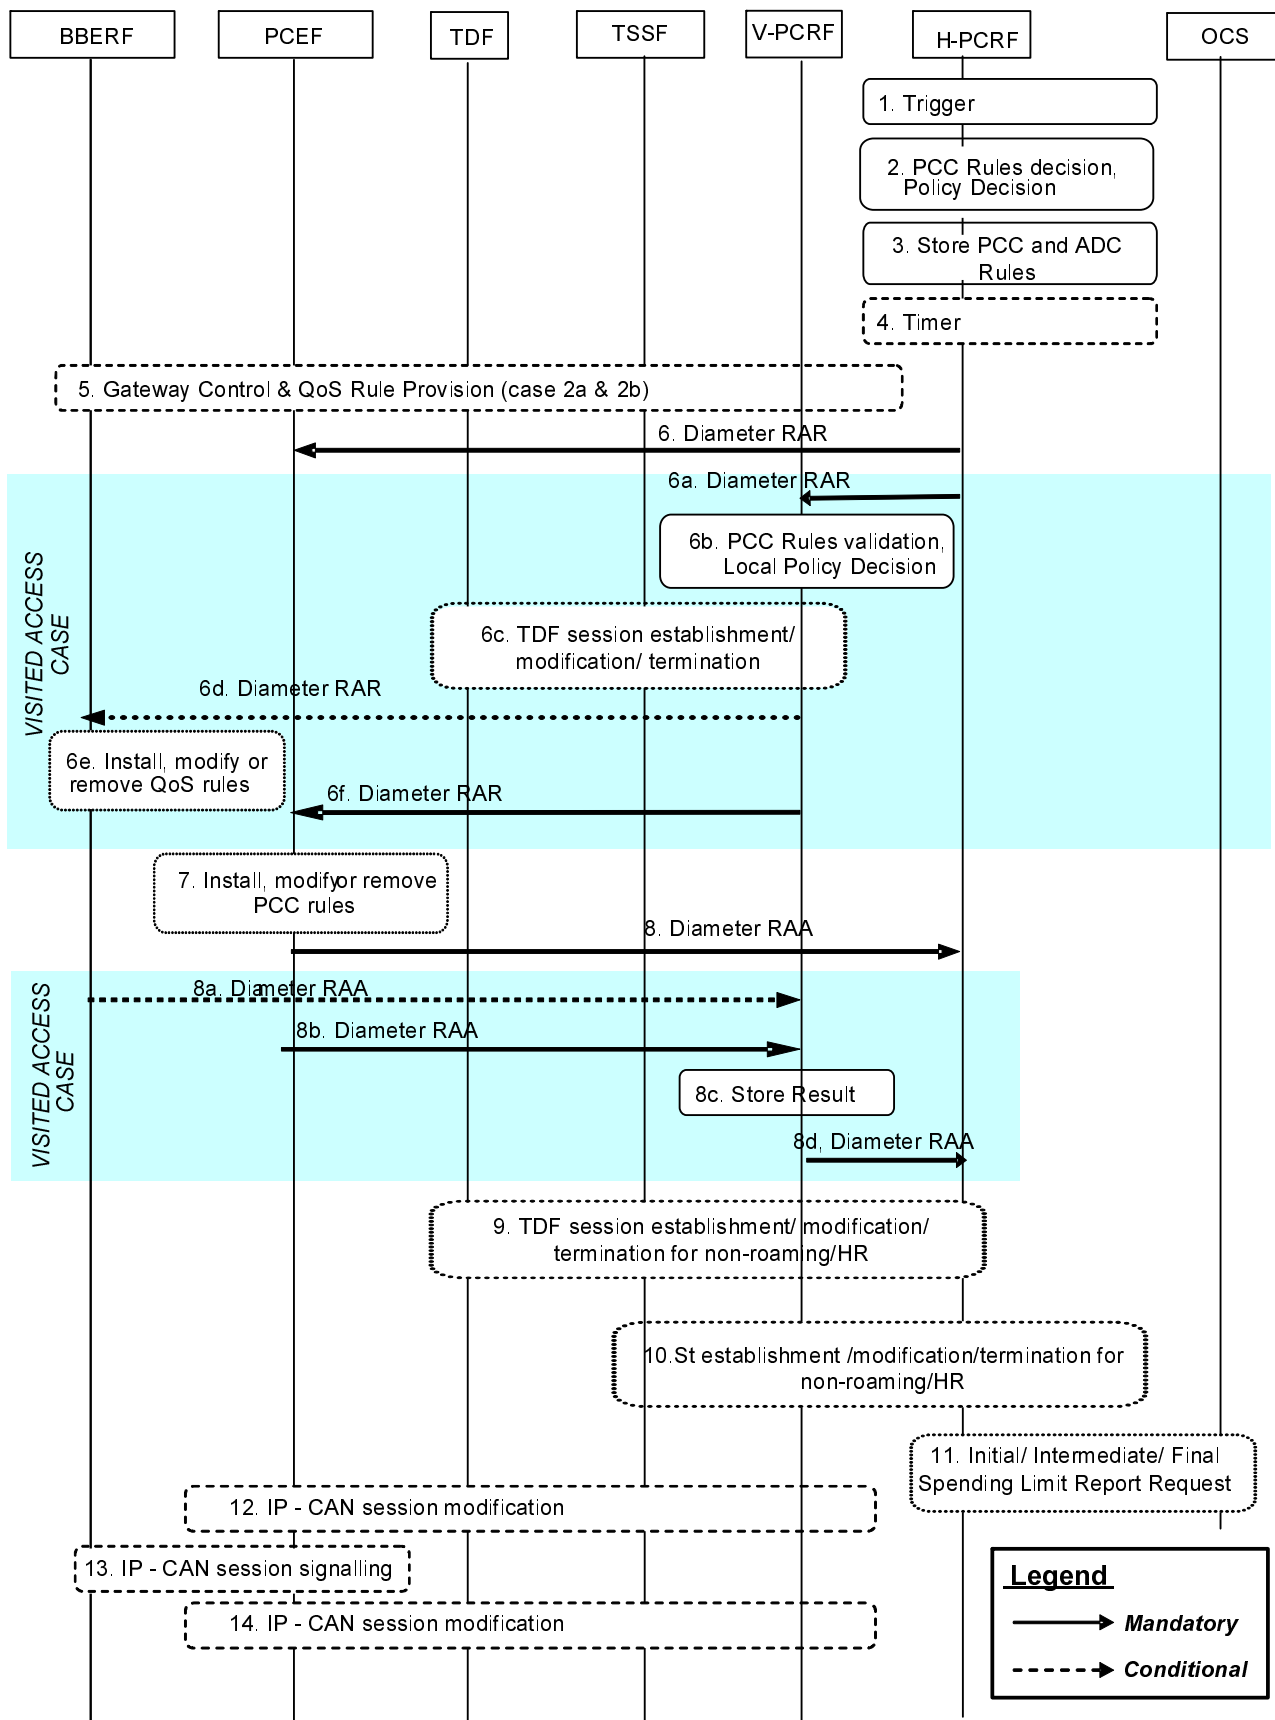 BBERF
PCEF
TDF
TSSF
V-PCRF
H-PCRF
OCS
1. Trigger
2. PCC Rules decision,
Policy Decision
3. Store PCC and ADC
Rules
4. Timer
5. Gateway Control & QoS Rule Provision (case 2a & 2b)
6. Diameter RAR
6a. Diameter RAR
6b. PCC Rules validation,
Local Policy Decision
VISITED ACCESS
CASE
6c. TDF session establishment/
modification/ termination
6d. Diameter RAR
6e. Install, modify or
remove QoS rules
6f. Diameter RAR
7. Install, modify or remove
PCC rules
8. Diameter RAA
VISITED ACCESS
CASE
8a. Diameter RAA
8b. Diameter RAA
8c. Store Result
8d, Diameter RAA
9. TDF session establishment/ modification/
termination for non-roaming/HR
10.St establishment /modification/termination for
non-roaming/HR
11. Initial/ Intermediate/ Final
Spending Limit Report Request
12. IP - CAN session modification
13. IP - CAN session signalling
14. IP - CAN session modification
Legend
Mandatory
Conditional